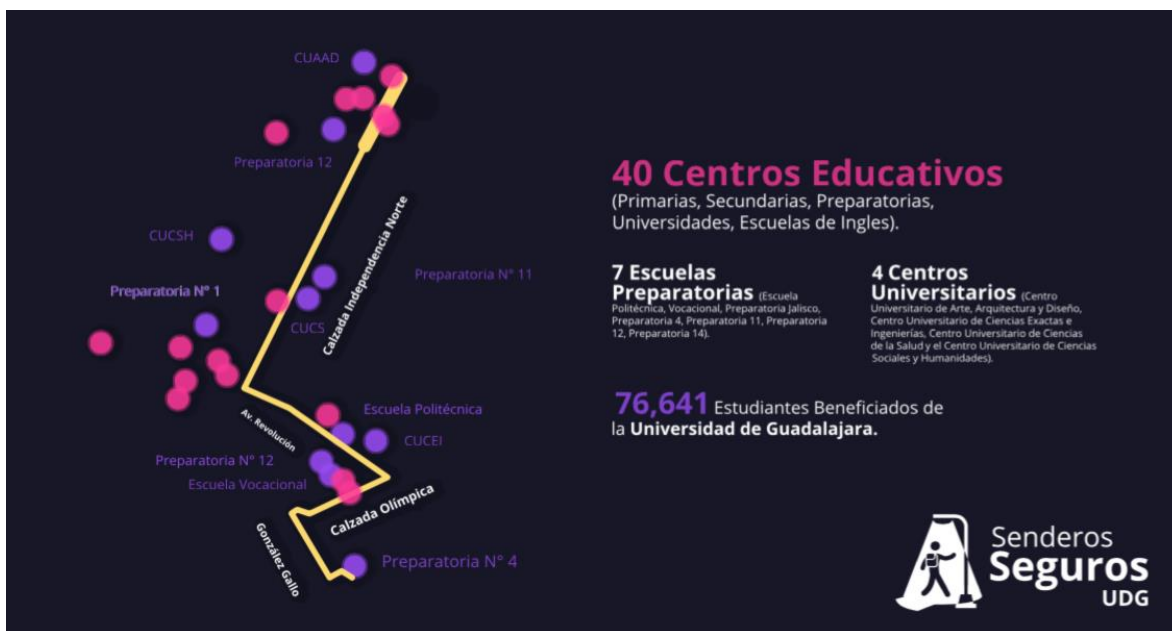 CUAAD
Preparatoria 12
CUCSH
Preparatoria N° 1
Preparatoria N° 11
CUCS
Calzada Independencia Norte
Av. Revolución
Escuela Politécnica
CUCEI
Preparatoria N° 12
Escuela Vocacional
Calzada Olímpica
González Gallo
Preparatoria N° 4
40 Centros Educativos
(Primarias, Secundarias, Preparatorias,
Universidades, Escuelas de Ingles).
7 Escuelas
Preparatorias (Escuela
Politécnica, Vocacional, Preparatoria Jalisco,
Preparatoria 4, Preparatoria 11, Preparatoria
12, Preparatoria 14).
4 Centros
Universitarios (Centro
Universitario de Arte, Arquitectura y Diseño,
Centro Universitario de Ciencias Exactas e
Ingenierías, Centro Universitario de Ciencias
de la Salud y el Centro Universitario de Ciencias
Sociales y Humanidades).
76,641 Estudiantes Beneficiados de
la Universidad de Guadalajara.
Senderos
Seguros
UDG